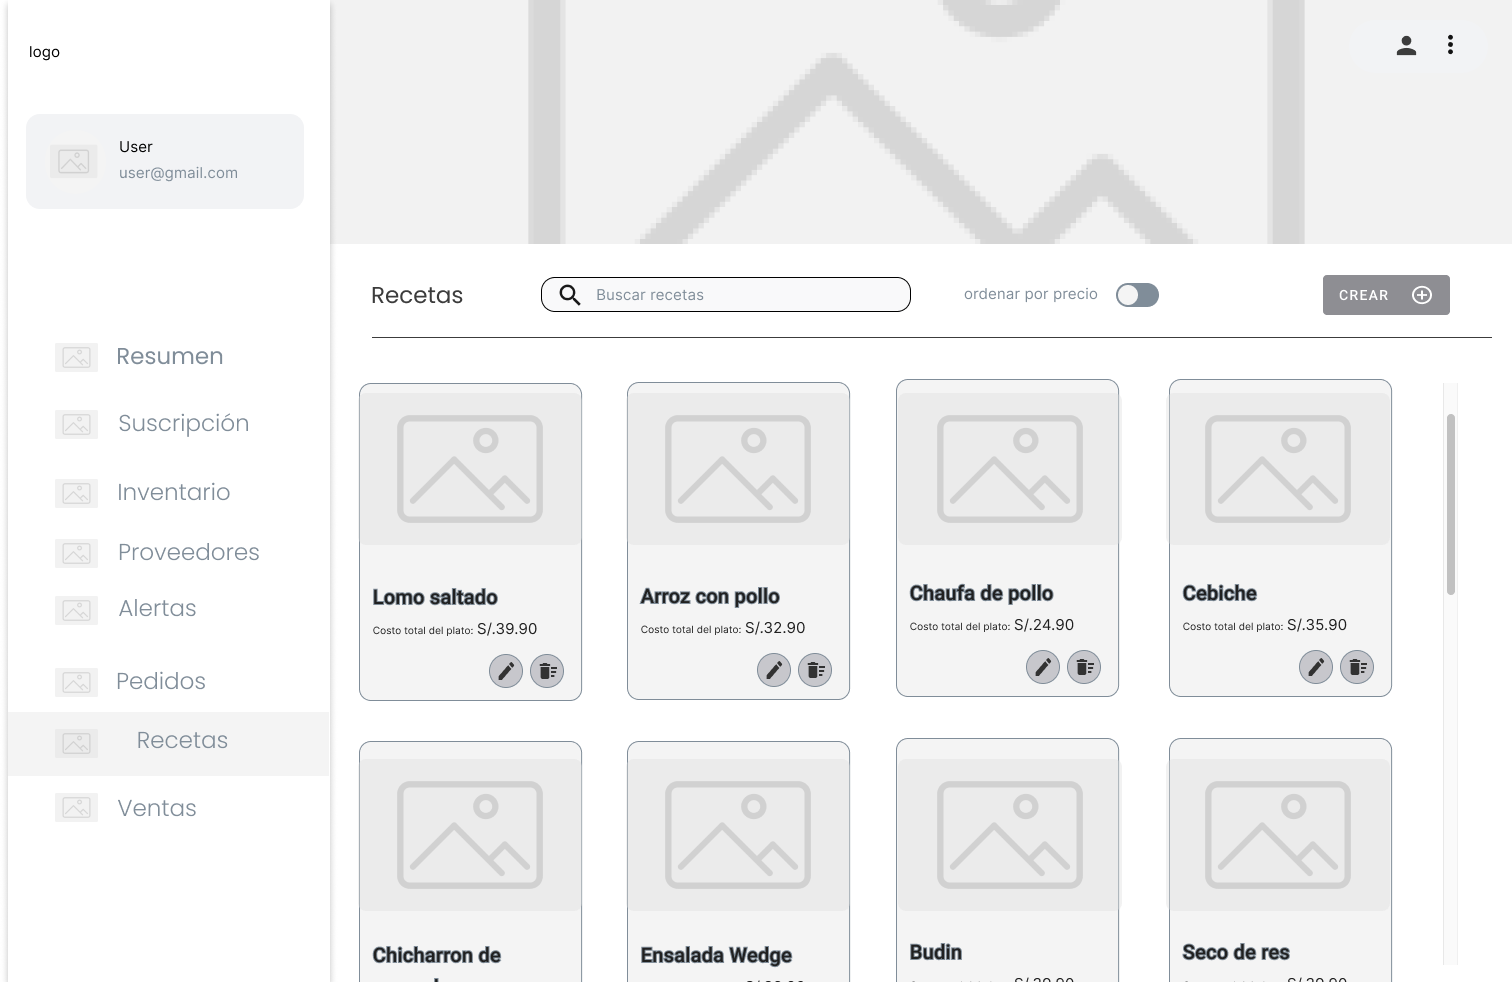 logo
User
user@gmail.com
Resumen
Suscripción
Inventario
Proveedores
Alertas
Pedidos
Recetas
Ventas
Recetas
Buscar recetas
ordenar por precio
CREAR
Lomo saltado
Costo total del plato: S/.39.90
Arroz con pollo
Costo total del plato: S/.32.90
Chaufa de pollo
Costo total del plato: S/.24.90
Cebiche
Costo total del plato: S/.35.90
Chicharron de
Ensalada Wedge
Budin
Seco de res